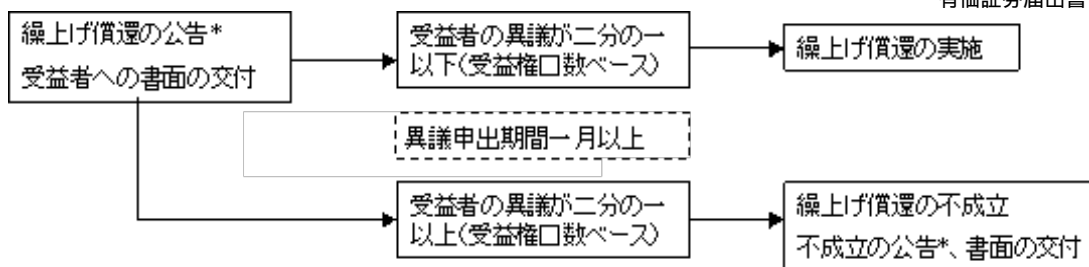 有価証券届出書
繰上げ償還の公告*
受益者への書面の交付
受益者の異議が二分の一
以下(受益権口数ベース)
繰上げ償還の実施
異議申出期間一月以上
受益者の異議が二分の一
以上(受益権口数ベース)
繰上げ償還の不成立
不成立の公告*、書面の交付